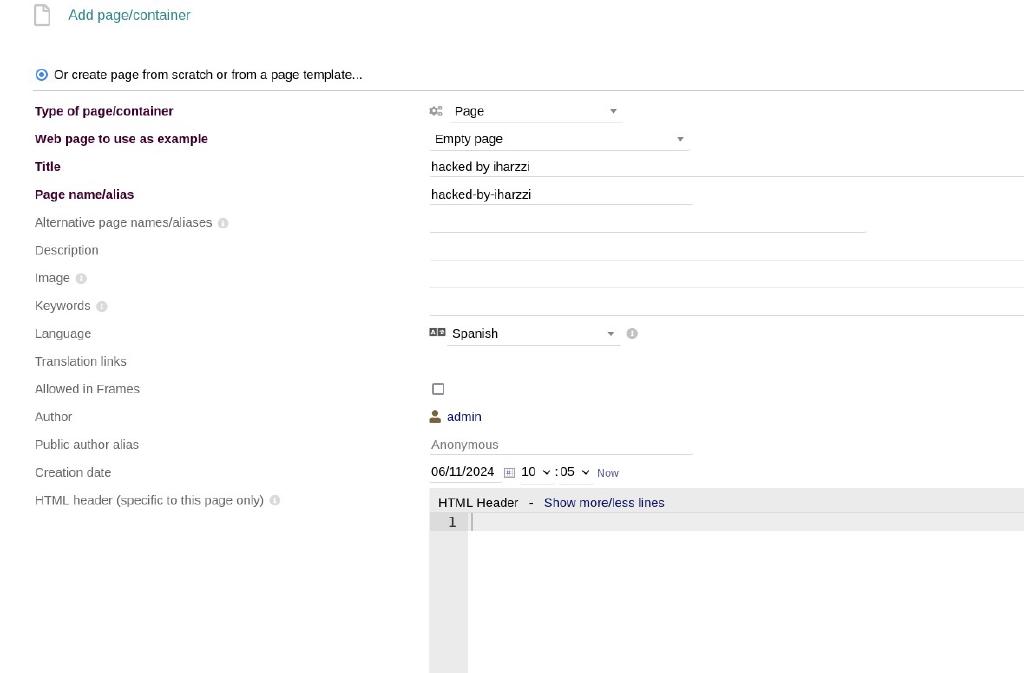 Add page/container
Or create page from scratch or from a page template...
Type of page/container Page
Web page to use as example Empty page
Title hacked by iharzzi
Page name/alias hacked-by-iharzzi
Alternative page names/aliases
Description
Image
Keywords
Language Spanish
Translation links
Allowed in Frames
Author admin
Public author alias Anonymous
Creation date 06/11/2024 10 : 05 Now
HTML header (specific to this page only) HTML Header - Show more/less lines
1